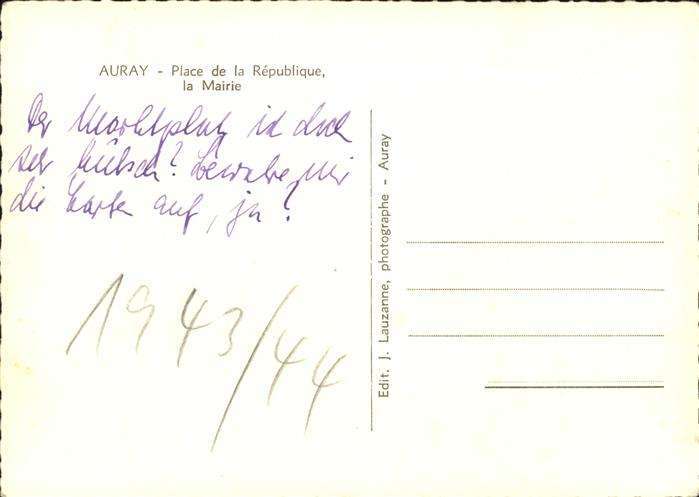 AURAY - Place de la République,
la Mairie
Der Marktplatz ist doch
sehr hübsch? Bewahre mir
die Karten auf, ja?
1943/44
Edit. J. Lauzanne, photographe - Auray